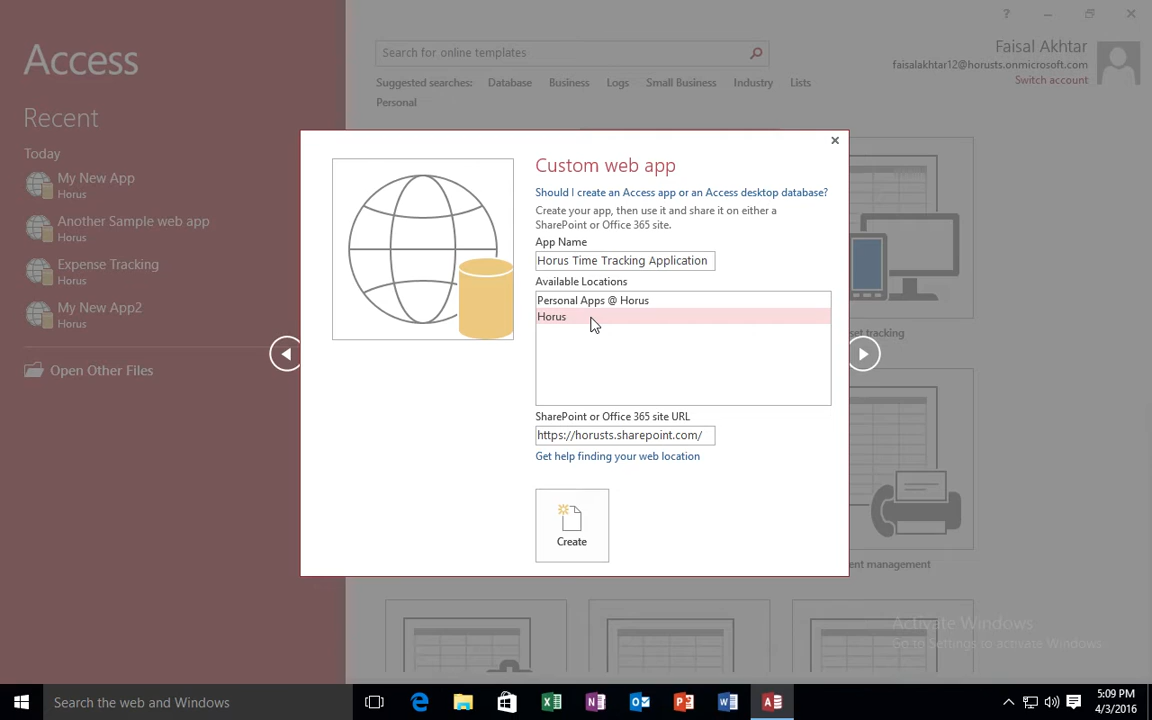 Access
Search for online templates
Suggested searches: Database Business Logs Small Business Industry Lists
Personal
?
Faisal Akhtar
faisalakhtar12@horusts.onmicrosoft.com
Switch account
Recent
Today
My New App
Horus
Another Sample web app
Horus
Expense Tracking
Horus
My New App2
Horus
Open Other Files
Custom web app
Should I create an Access app or an Access desktop database?
Create your app, then use it and share it on either a
SharePoint or Office 365 site.
App Name
Horus Time Tracking Application
Available Locations
Personal Apps @ Horus
Horus
SharePoint or Office 365 site URL
https://horusts.sharepoint.com/
Get help finding your web location
Create
set tracking
ent management
Activate Windows
Go to Settings to activate Windows.
Search the web and Windows
5:09 PM
4/3/2016